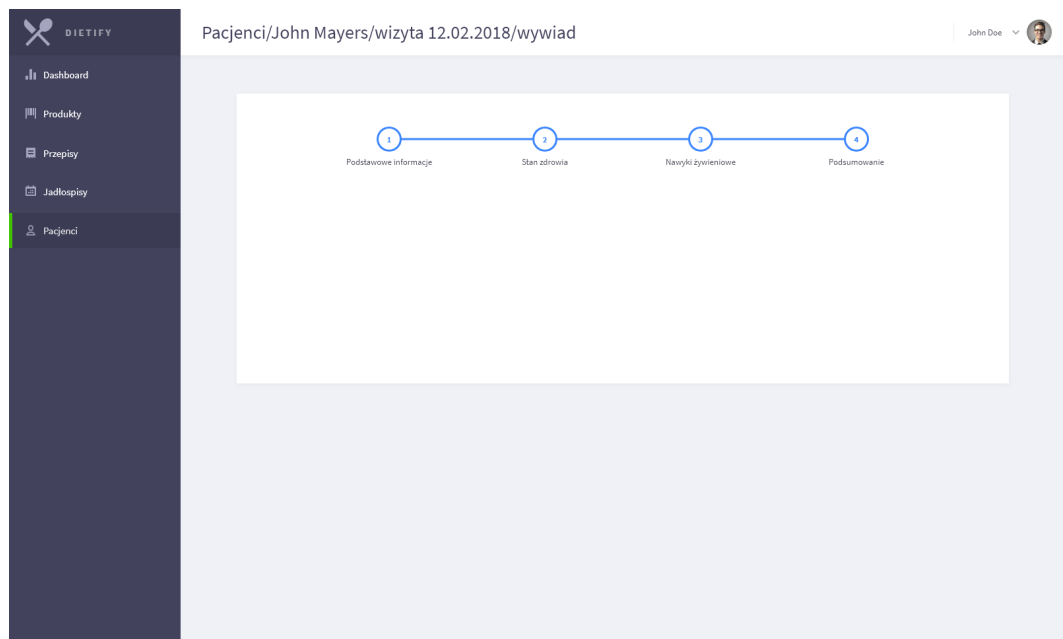 DIETIFY
Pacjenci/John Mayers/wizyta 12.02.2018/wywiad
John Doe
Dashboard
Produkty
Przepisy
Jadłospisy
Pacjenci
1
2
3
4
Podstawowe informacje
Stan zdrowia
Nawyki żywieniowe
Podsumowanie